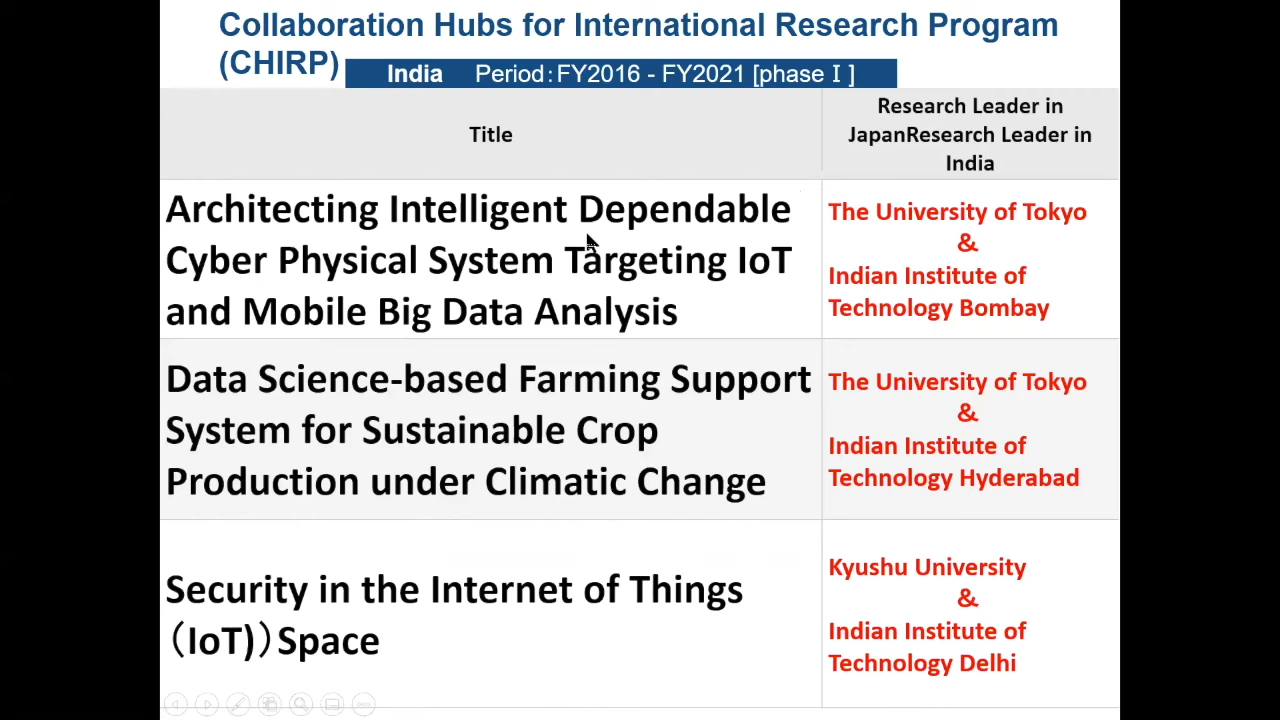 Collaboration Hubs for International Research Program
(CHIRP)
India Period:FY2016 - FY2021 [phaseⅠ]
Title
Research Leader in
JapanResearch Leader in
India
Architecting Intelligent Dependable
Cyber Physical System Targeting IoT
and Mobile Big Data Analysis
The University of Tokyo
&
Indian Institute of
Technology Bombay
Data Science-based Farming Support
System for Sustainable Crop
Production under Climatic Change
The University of Tokyo
&
Indian Institute of
Technology Hyderabad
Security in the Internet of Things
（IoT)）Space
Kyushu University
&
Indian Institute of
Technology Delhi